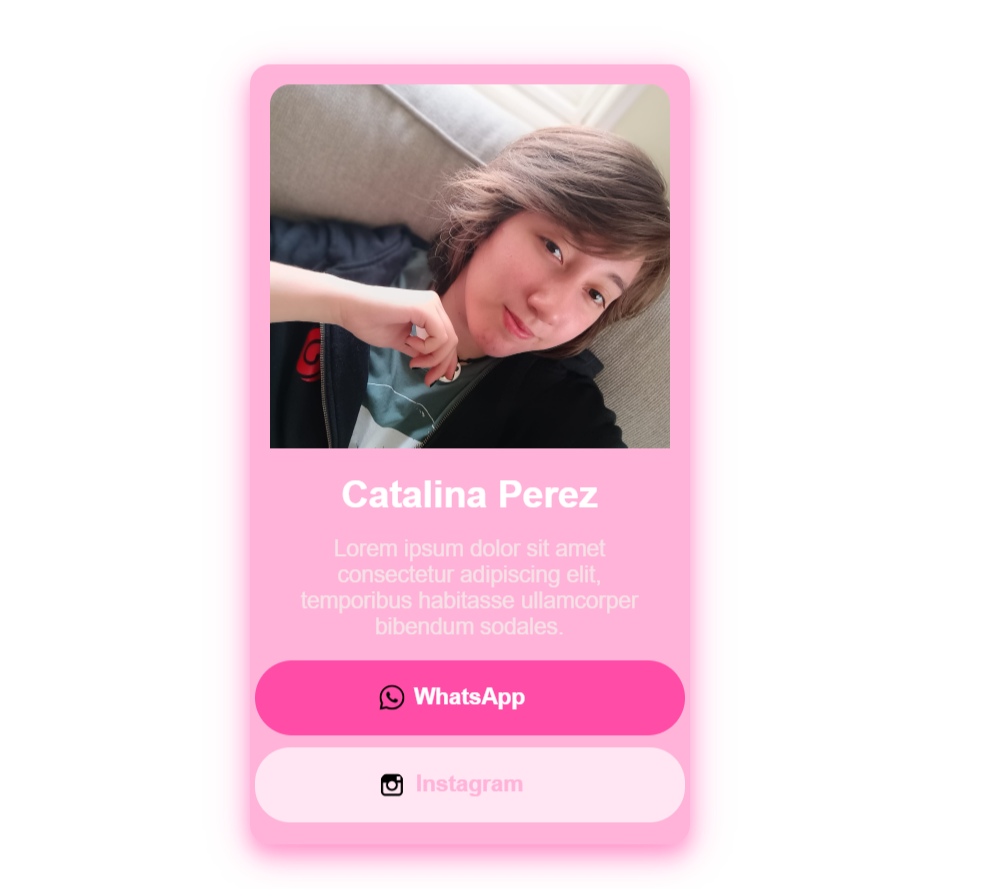 Catalina Perez
Lorem ipsum dolor sit amet
consectetur adipiscing elit,
temporibus habitasse ullamcorper
bibendum sodales.
WhatsApp
Instagram